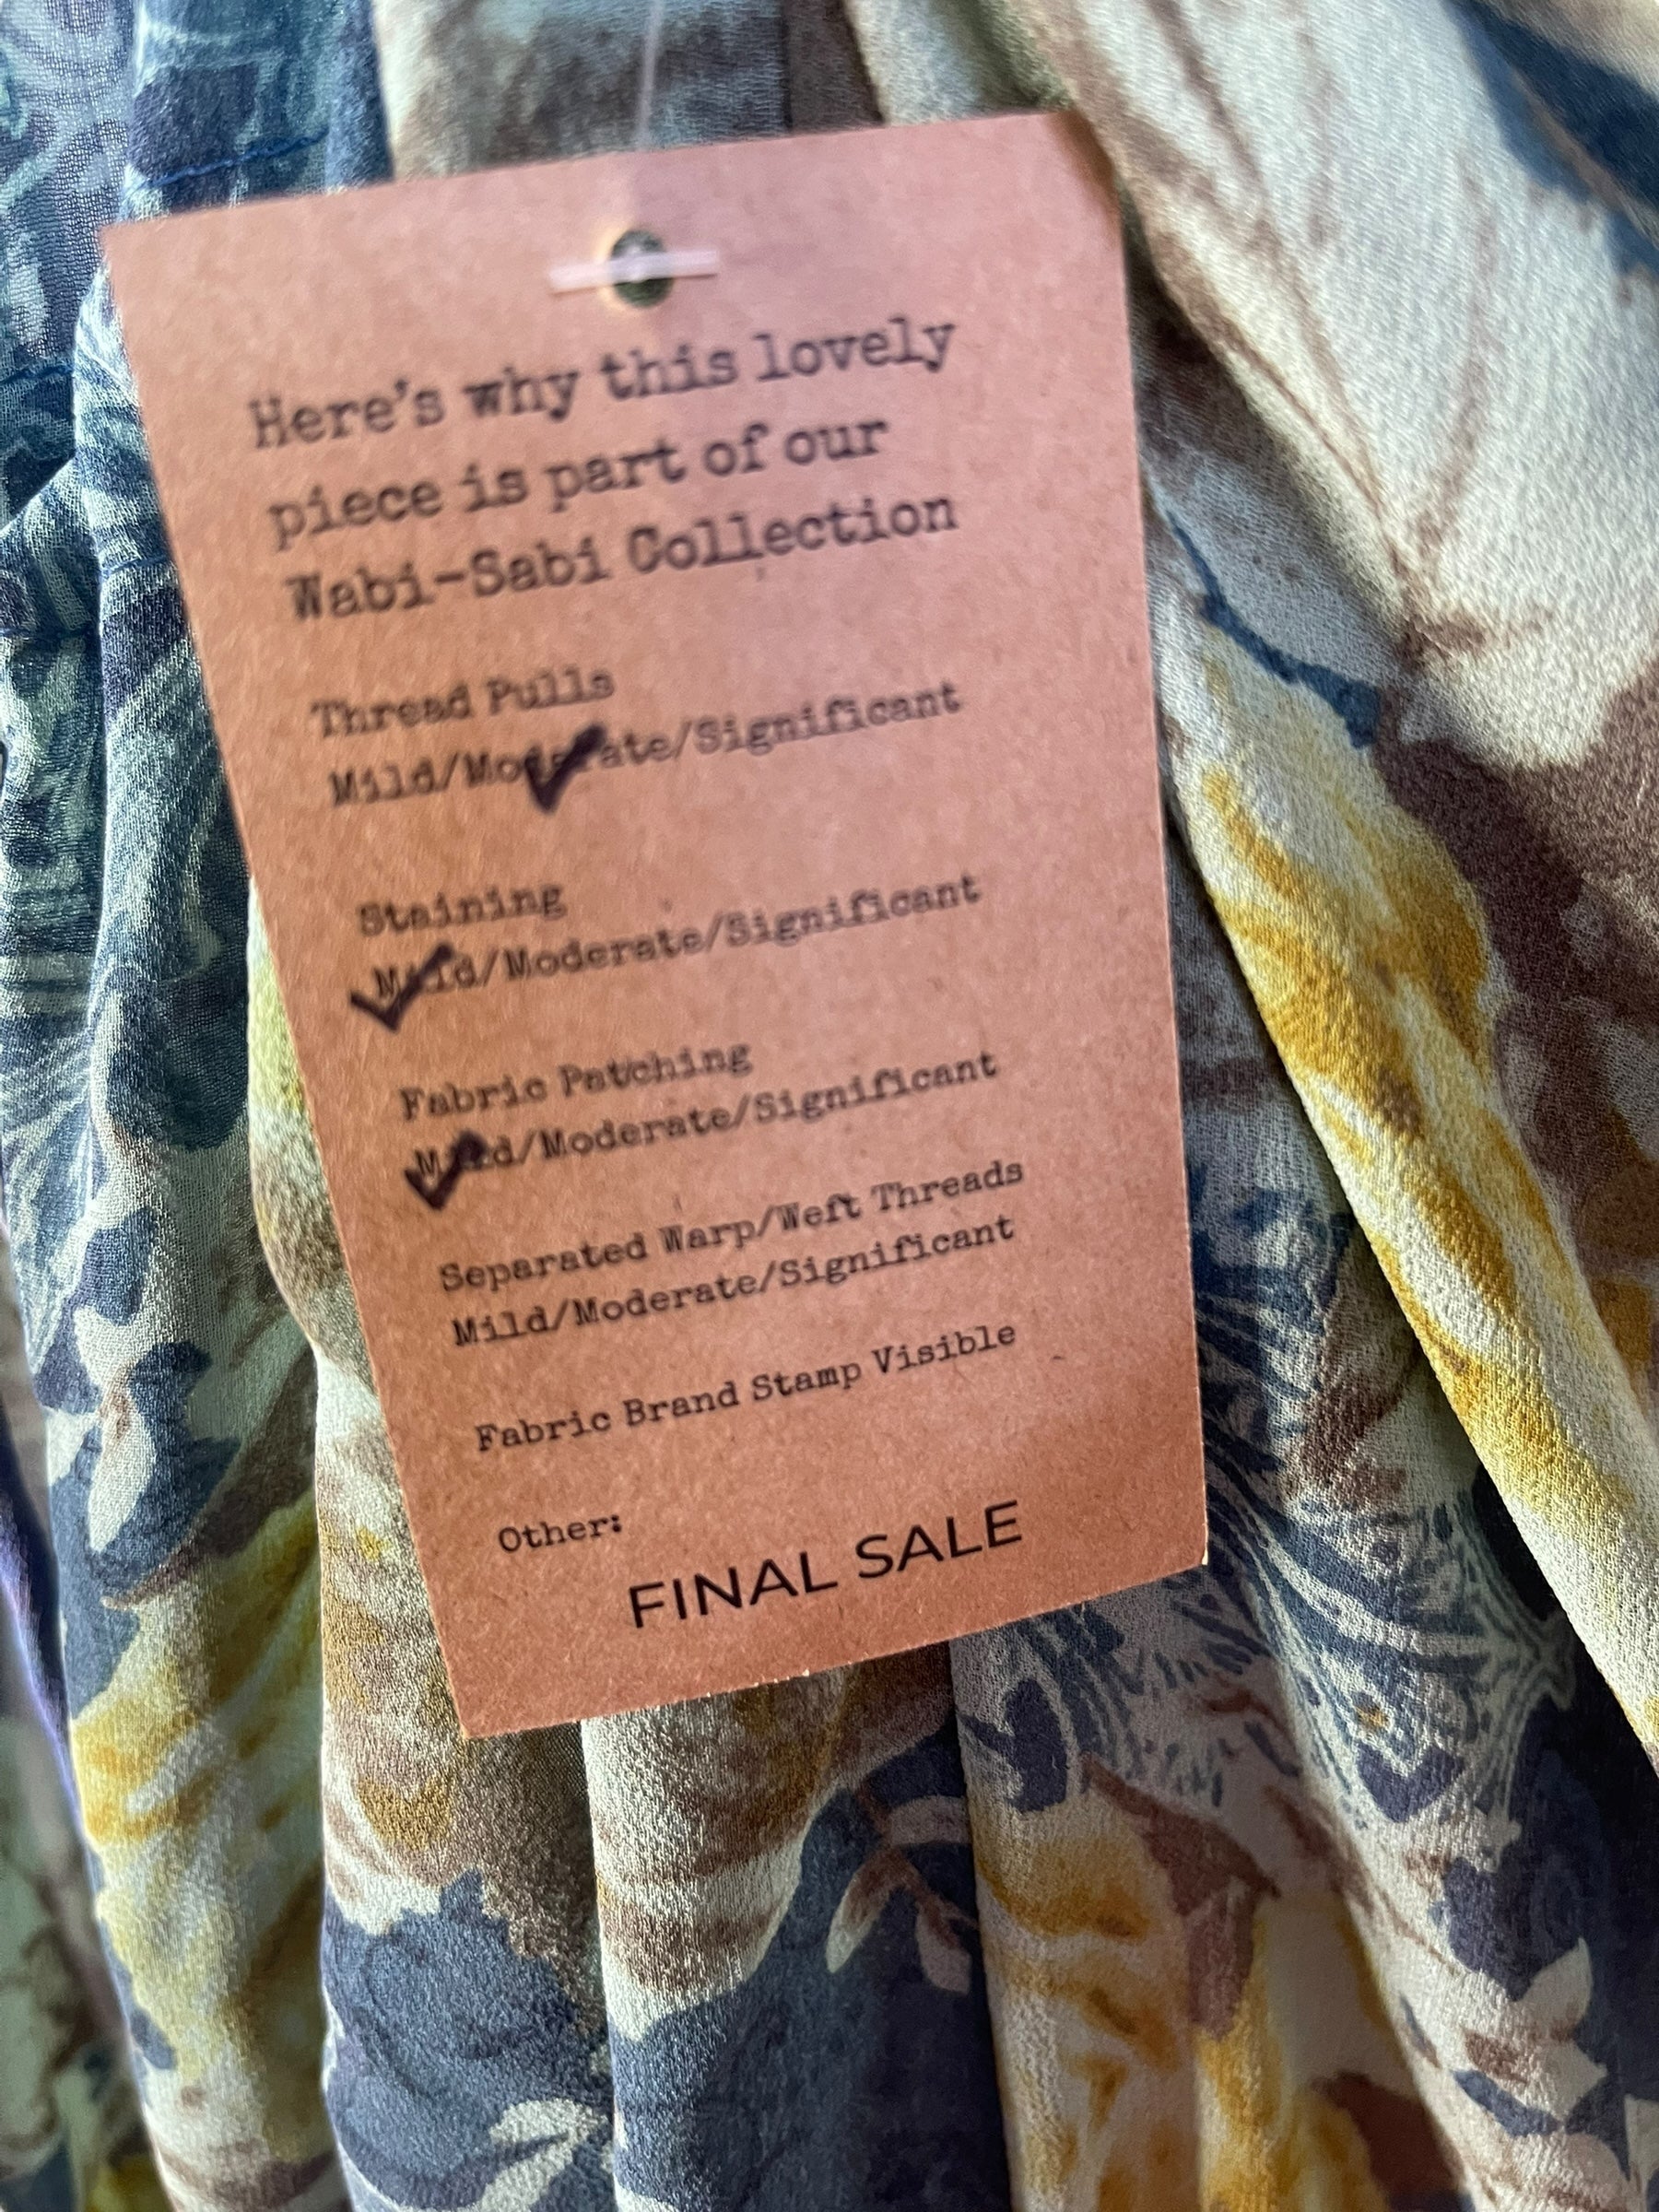 Here's why this lovely
piece is part of our
Wabi-Sabi Collection
Thread Pulls
Mild/Moderate/Significant
Staining
Mild/Moderate/Significant
Fabric Patching
Mild/Moderate/Significant
Separated Warp/Weft Threads
Mild/Moderate/Significant
Fabric Brand Stamp Visible
Other:
FINAL SALE